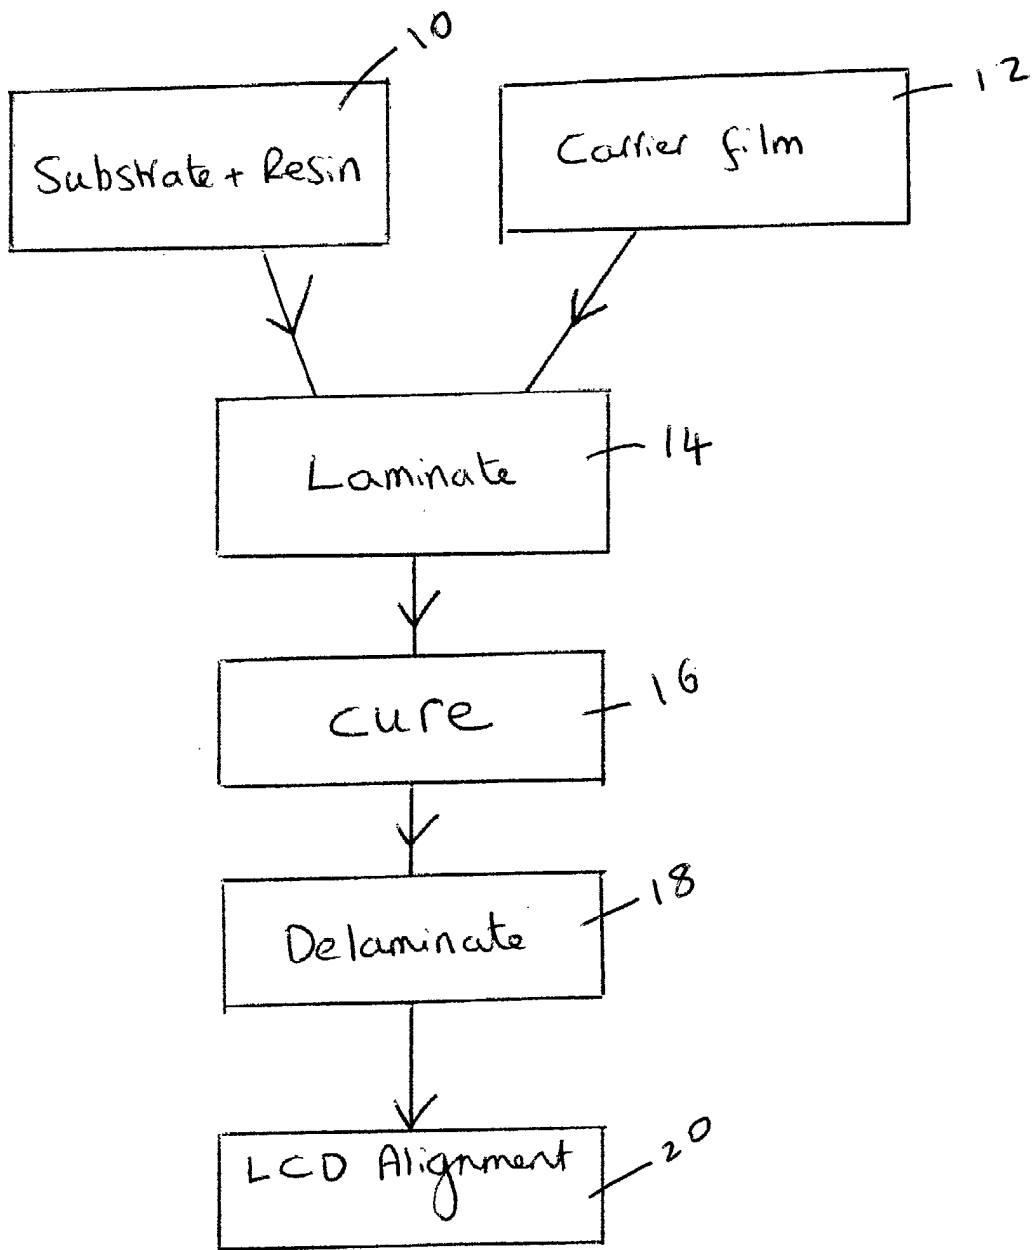 10
12
Substrate + Resin
Carrier film
Laminate
14
cure
16
Delaminate
18
LCD Alignment
20